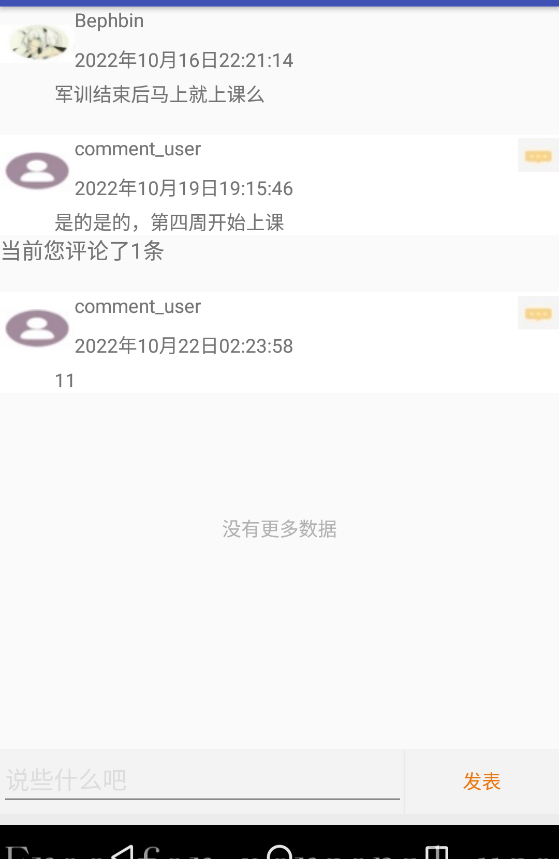 Bephbin
2022年10月16日22:21:14
军训结束后马上就上课么
comment_user
2022年10月19日19:15:46
是的是的，第四周开始上课
当前您评论了1条
comment_user
2022年10月22日02:23:58
11
没有更多数据
说些什么吧
发表